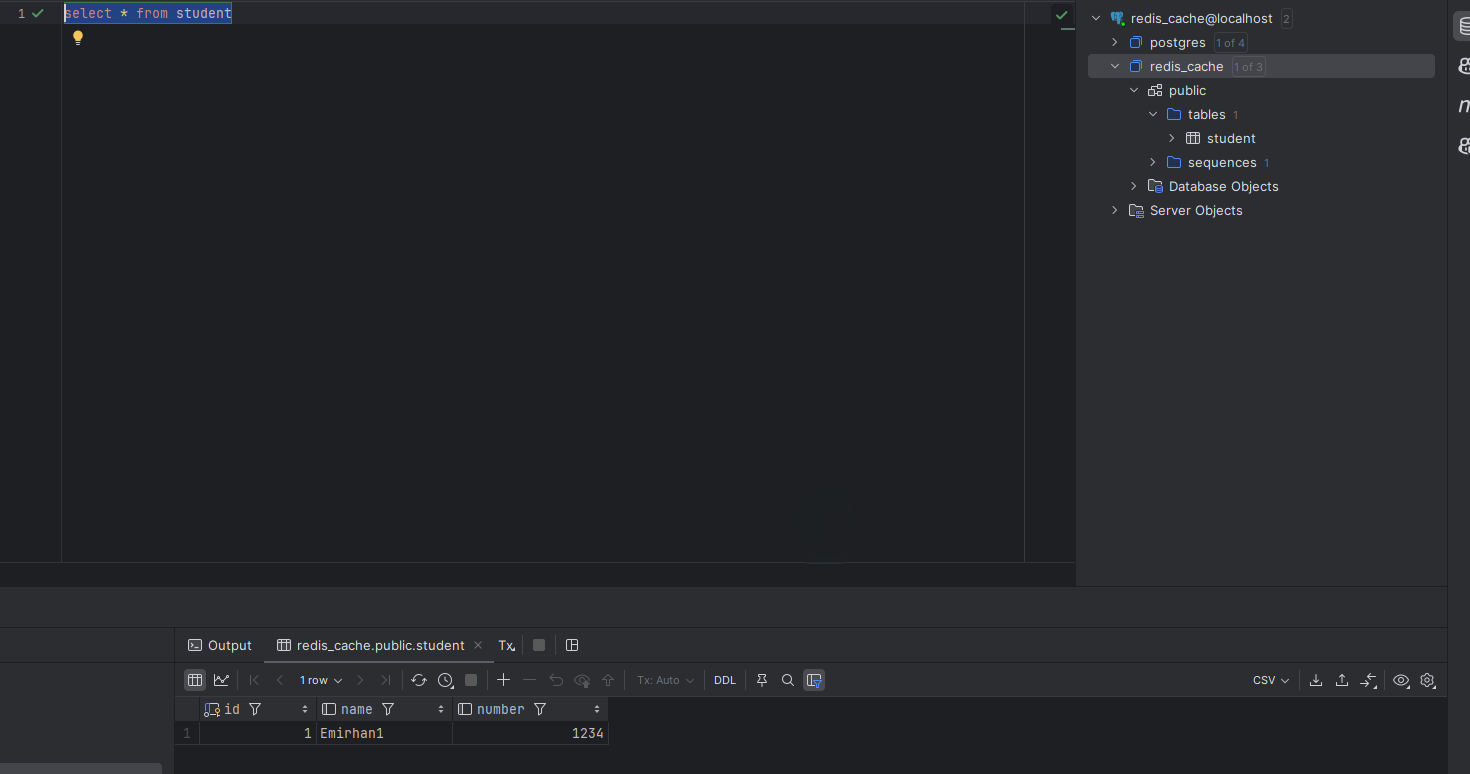 1 select * from student
redis_cache@localhost 2
postgres 1 of 4
redis_cache 1 of 3
public
tables 1
student
sequences 1
Database Objects
Server Objects
Output redis_cache.public.student Tx
1 row Tx: Auto DDL CSV
id name number
1 1 Emirhan1 1234